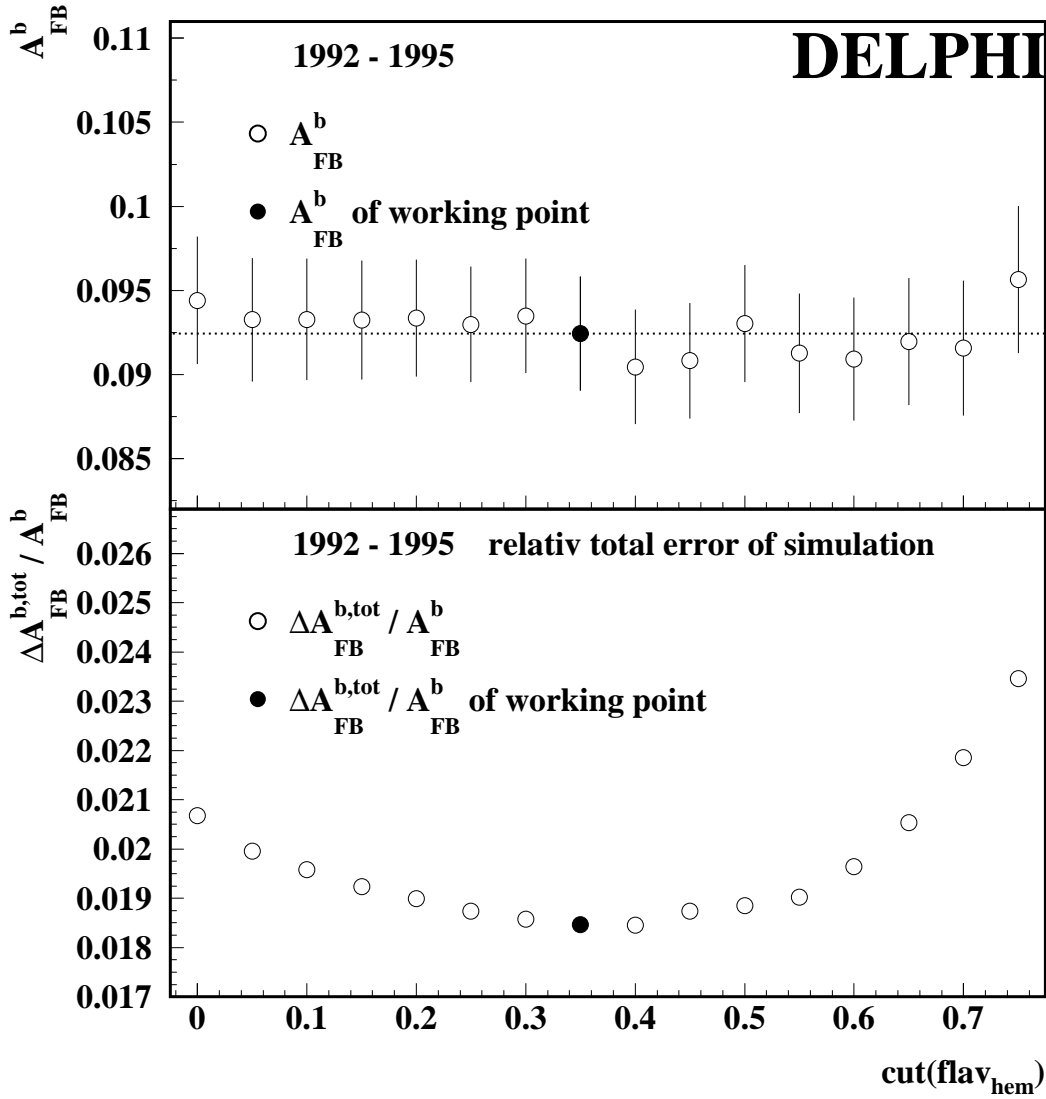 A^b_FB
0.11
1992 - 1995
DELPHI
0.105
A^b_FB
0.1
A^b_FB of working point
0.095
0.09
0.085
ΔA^b,tot_FB / A^b_FB
0.026
1992 - 1995 relativ total error of simulation
0.025
ΔA^b,tot_FB / A^b_FB
0.024
0.023
ΔA^b,tot_FB / A^b_FB of working point
0.022
0.021
0.02
0.019
0.018
0.017
0 0.1 0.2 0.3 0.4 0.5 0.6 0.7
cut(flav_hem)